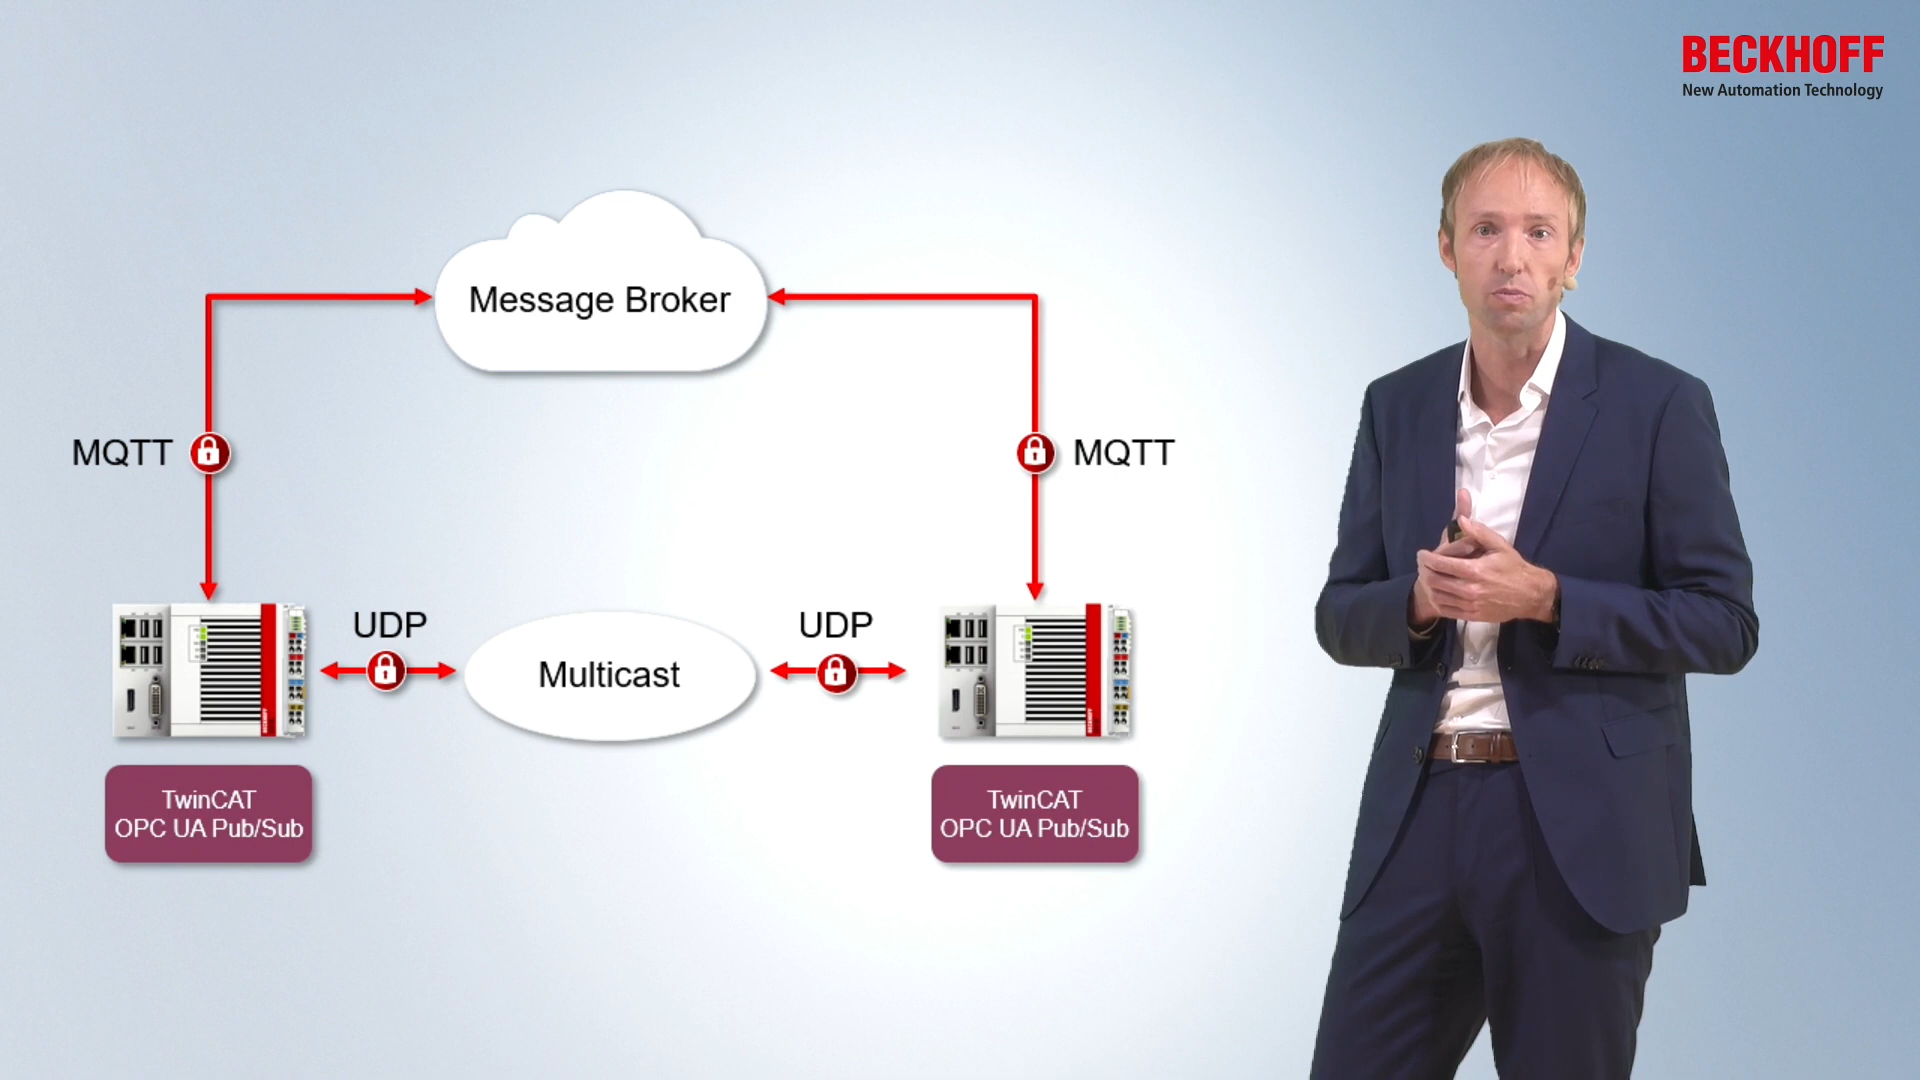 BECKHOFF
New Automation Technology
Message Broker
MQTT
MQTT
UDP
UDP
Multicast
TwinCAT
OPC UA Pub/Sub
TwinCAT
OPC UA Pub/Sub